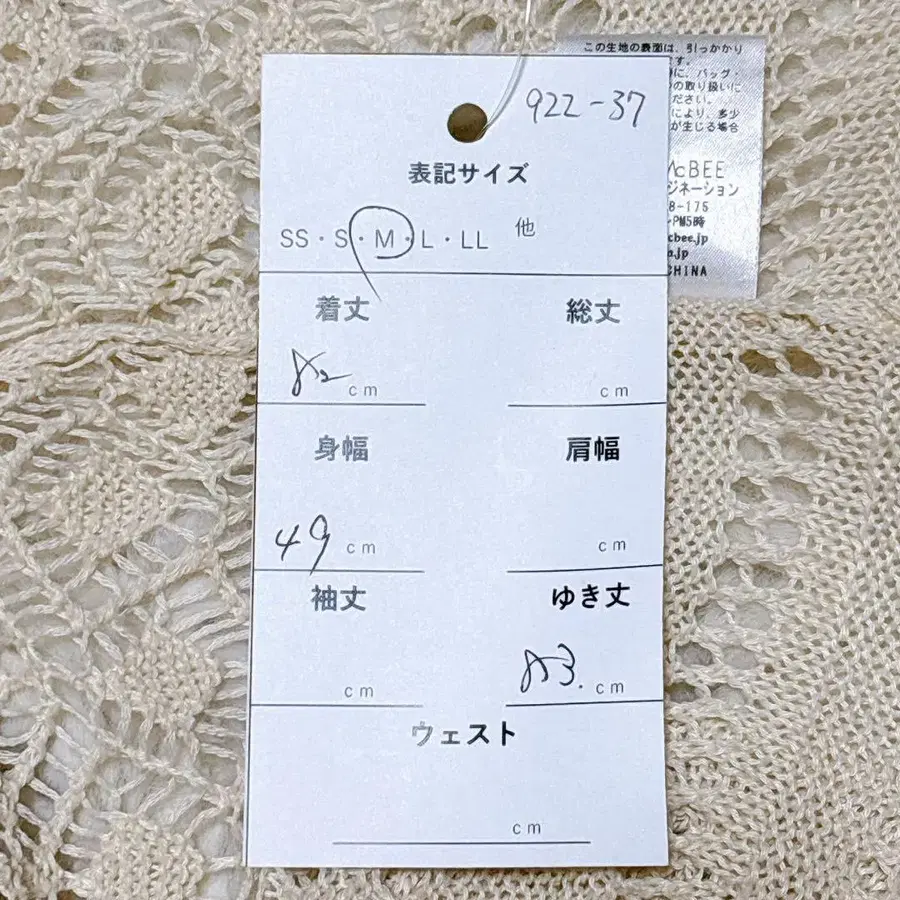 922-37
表記サイズ
SS・S・M・L・LL 他
着丈 総丈
cm cm
身幅 肩幅
49 cm cm
袖丈 ゆき丈
cm cm
ウェスト
cm
この生地の表面は、引っかかり
です。
に、バッグ・
の取り扱いに
ださい。
により、多少
が生じる場合
McBEE
ジネーション
8-175
PM5時
cbee.jp
.jp
CHINA